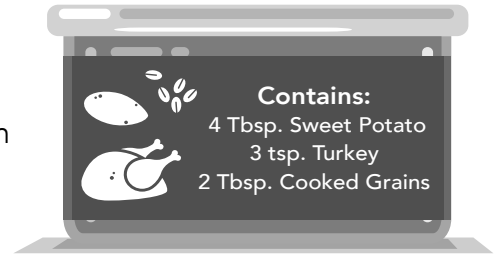 n
Contains:
4 Tbsp. Sweet Potato
3 tsp. Turkey
2 Tbsp. Cooked Grains